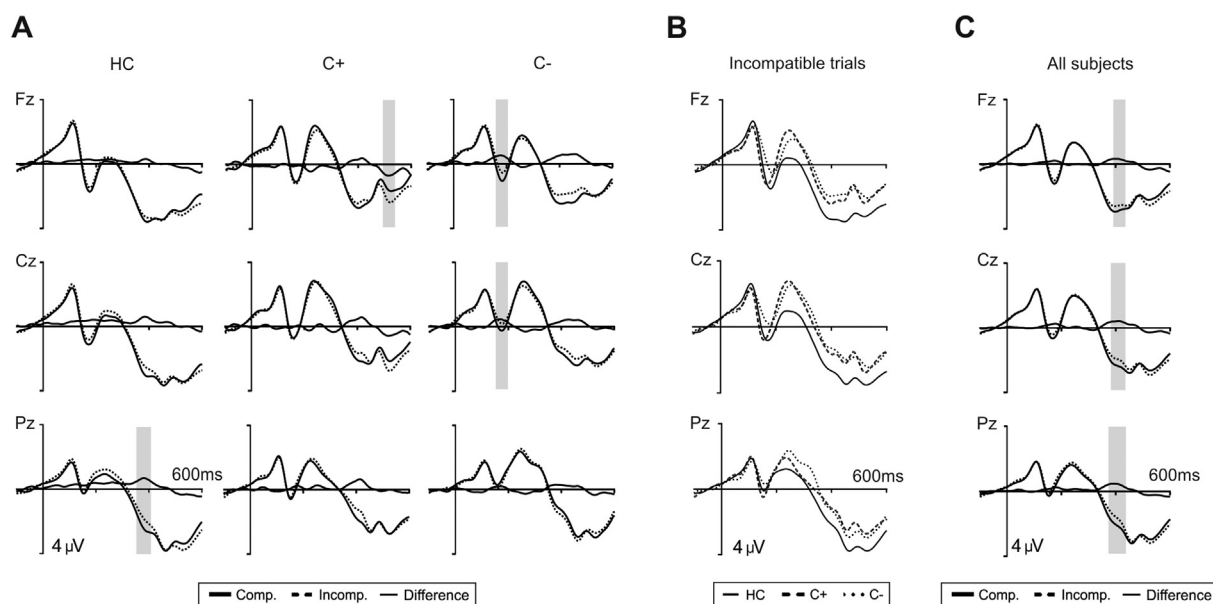 A
B
C
HC
C+
C-
Incompatible trials
All subjects
Fz
Fz
Fz
Cz
Cz
Cz
Pz
Pz
Pz
600ms
600ms
600ms
4 µV
4 µV
4 µV
Comp. Incomp. Difference
HC C+ C-
Comp. Incomp. Difference